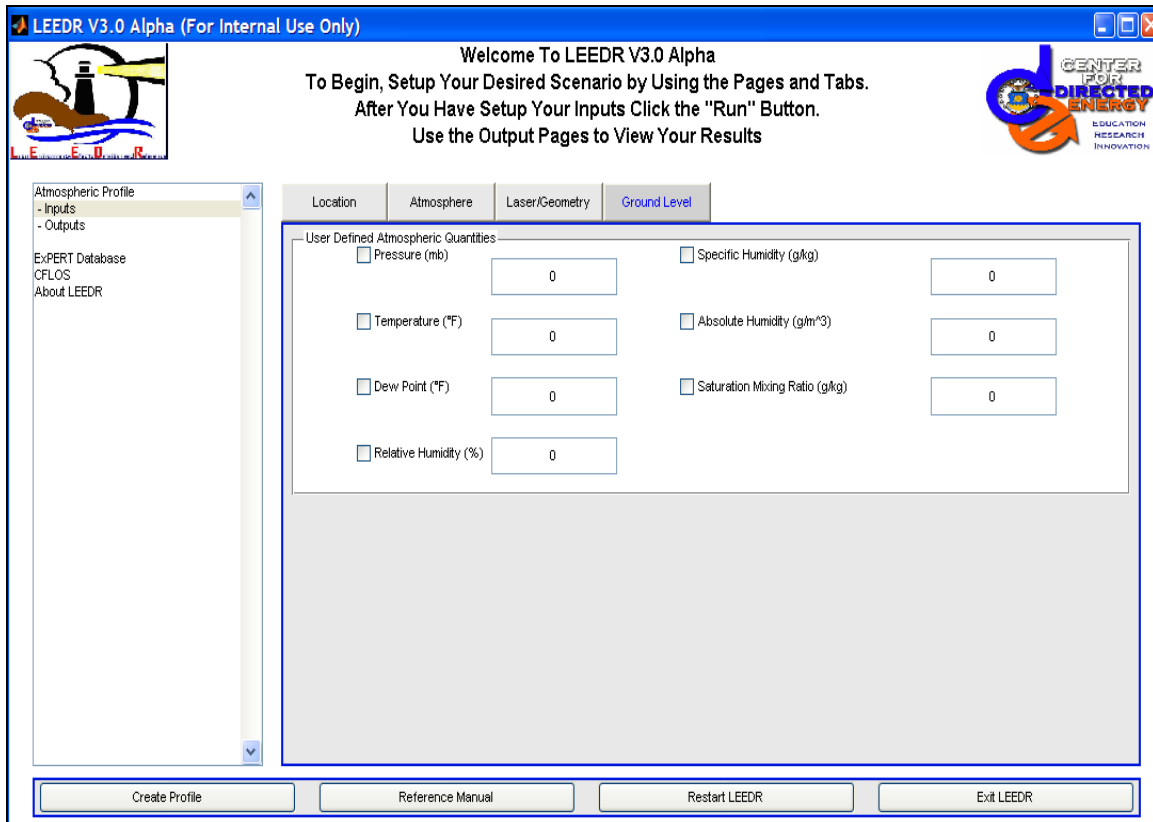 LEEDR V3.0 Alpha (For Internal Use Only)
Welcome To LEEDR V3.0 Alpha
To Begin, Setup Your Desired Scenario by Using the Pages and Tabs.
After You Have Setup Your Inputs Click the "Run" Button.
Use the Output Pages to View Your Results
CENTER
FOR
DIRECTED
ENERGY
EDUCATION
RESEARCH
INNOVATION
Atmospheric Profile
- Inputs
- Outputs
ExPERT Database
CFLOS
About LEEDR
Location
Atmosphere
Laser/Geometry
Ground Level
User Defined Atmospheric Quantities
Pressure (mb)
0
Specific Humidity (g/kg)
0
Temperature (°F)
0
Absolute Humidity (g/m^3)
0
Dew Point (°F)
0
Saturation Mixing Ratio (g/kg)
0
Relative Humidity (%)
0
Create Profile
Reference Manual
Restart LEEDR
Exit LEEDR